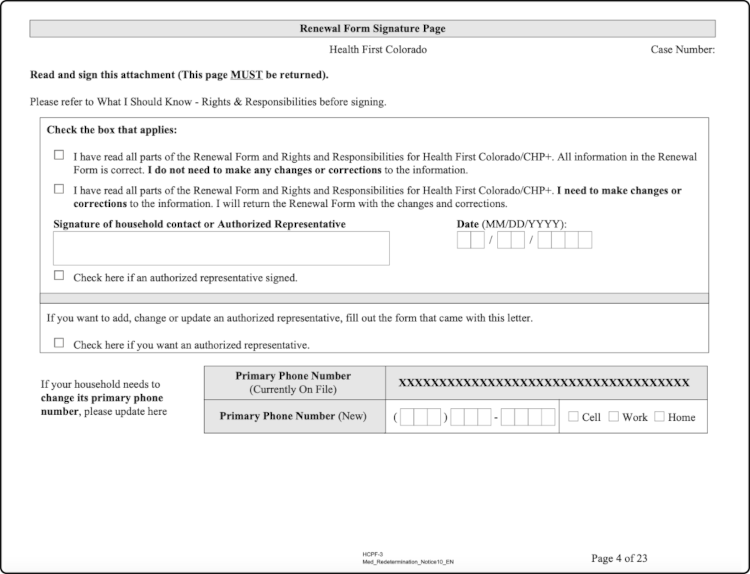 Renewal Form Signature Page
Health First Colorado
Case Number:
Read and sign this attachment (This page MUST be returned).
Please refer to What I Should Know - Rights & Responsibilities before signing.
Check the box that applies:
I have read all parts of the Renewal Form and Rights and Responsibilities for Health First Colorado/CHP+. All information in the Renewal
Form is correct. I do not need to make any changes or corrections to the information.
I have read all parts of the Renewal Form and Rights and Responsibilities for Health First Colorado/CHP+. I need to make changes or
corrections to the information. I will return the Renewal Form with the changes and corrections.
Signature of household contact or Authorized Representative
Date (MM/DD/YYYY):
/ /
Check here if an authorized representative signed.
If you want to add, change or update an authorized representative, fill out the form that came with this letter.
Check here if you want an authorized representative.
If your household needs to
change its primary phone
number, please update here
Primary Phone Number
(Currently On File)
XXXXXXXXXXXXXXXXXXXXXXXXXXXXXXXXXXXX
Primary Phone Number (New)
( ) -
Cell Work Home
HCPF-3
Med_Redetermination_Notice10_EN
Page 4 of 23